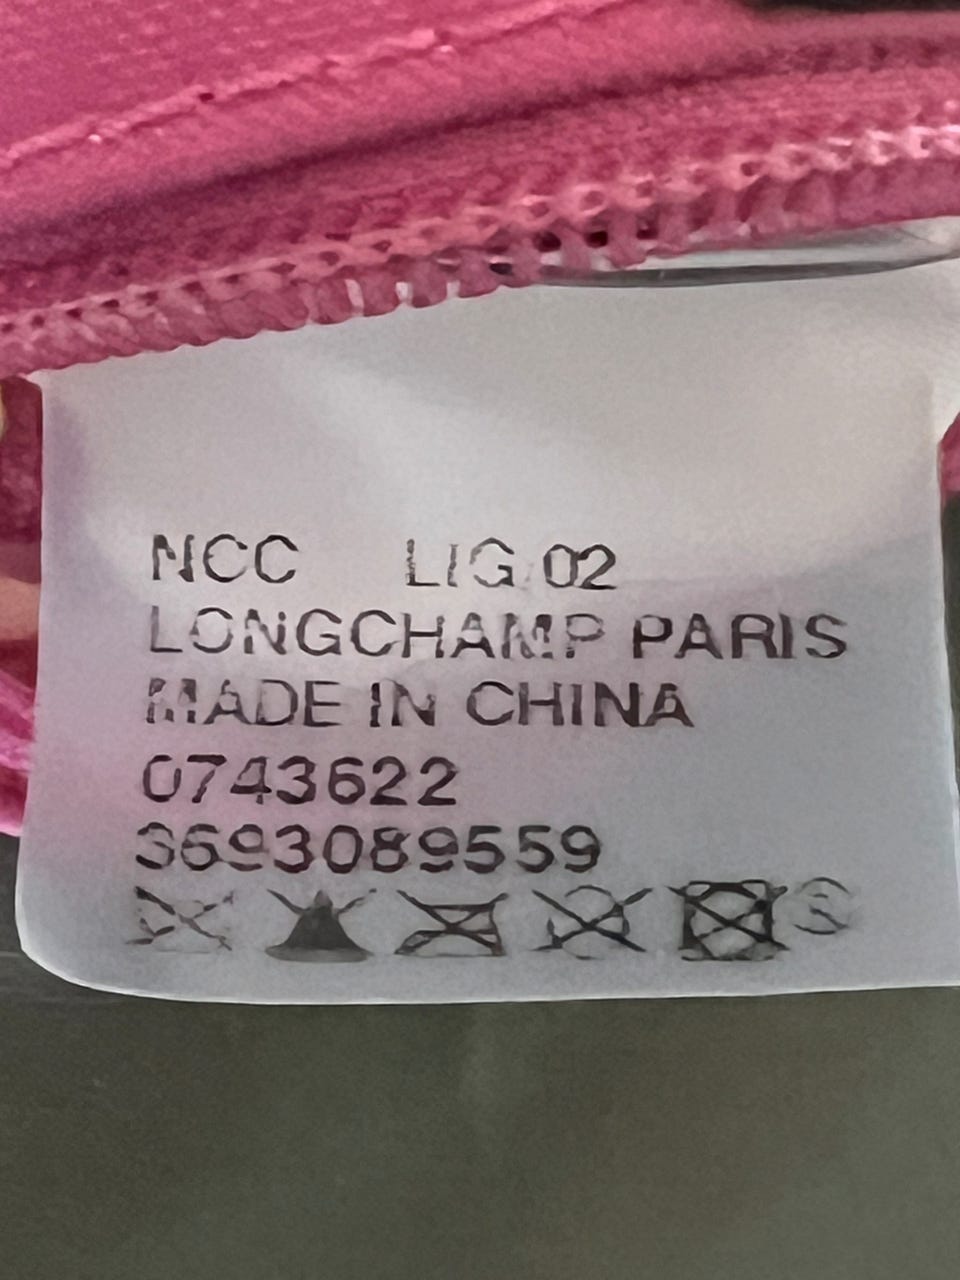 NCC LIG 02
LONGCHAMP PARIS
MADE IN CHINA
0743622
3693089559